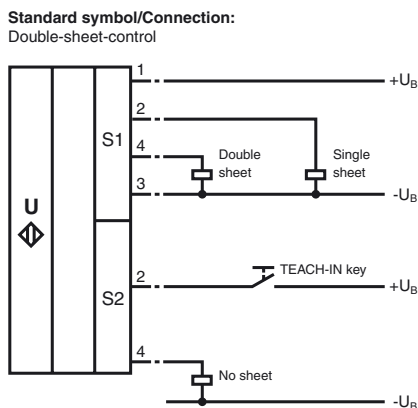 Standard symbol/Connection:
Double-sheet-control
1
+UB
2
S1
4
Double sheet
Single sheet
3
-UB
U
2
TEACH-IN key
+UB
S2
4
No sheet
-UB